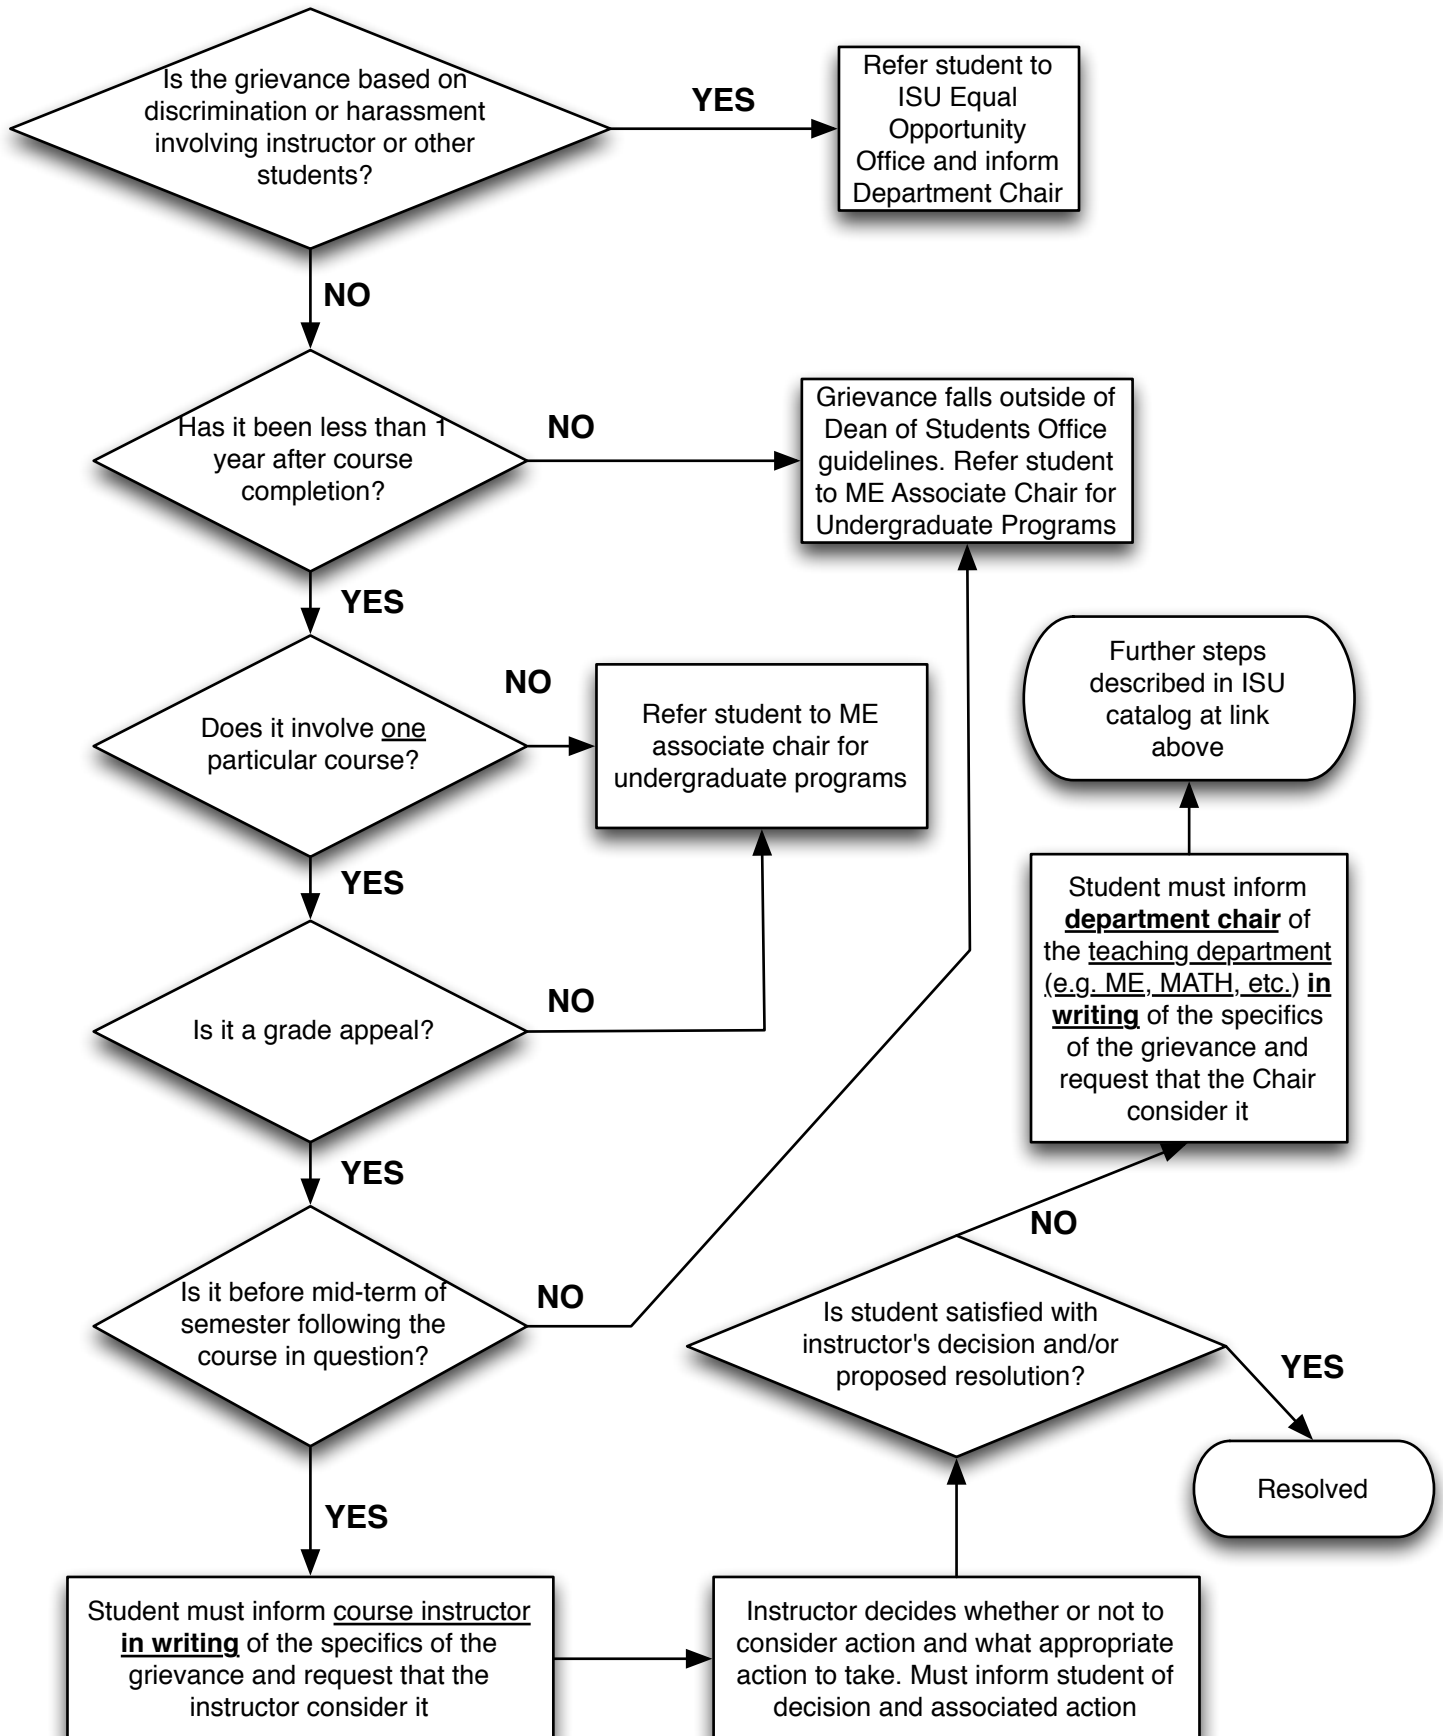 Is the grievance based on
discrimination or harassment
involving instructor or other
students?
YES
Refer student to
ISU Equal
Opportunity
Office and inform
Department Chair
NO
Has it been less than 1
year after course
completion?
NO
Grievance falls outside of
Dean of Students Office
guidelines. Refer student
to ME Associate Chair for
Undergraduate Programs
YES
Does it involve one
particular course?
NO
Refer student to ME
associate chair for
undergraduate programs
YES
Is it a grade appeal?
NO
YES
Is it before mid-term of
semester following the
course in question?
NO
YES
Student must inform course instructor
in writing of the specifics of the
grievance and request that the
instructor consider it
Instructor decides whether or not to
consider action and what appropriate
action to take. Must inform student of
decision and associated action
Is student satisfied with
instructor's decision and/or
proposed resolution?
YES
Resolved
NO
Student must inform
department chair of
the teaching department
(e.g. ME, MATH, etc.) in
writing of the specifics
of the grievance and
request that the Chair
consider it
Further steps
described in ISU
catalog at link
above